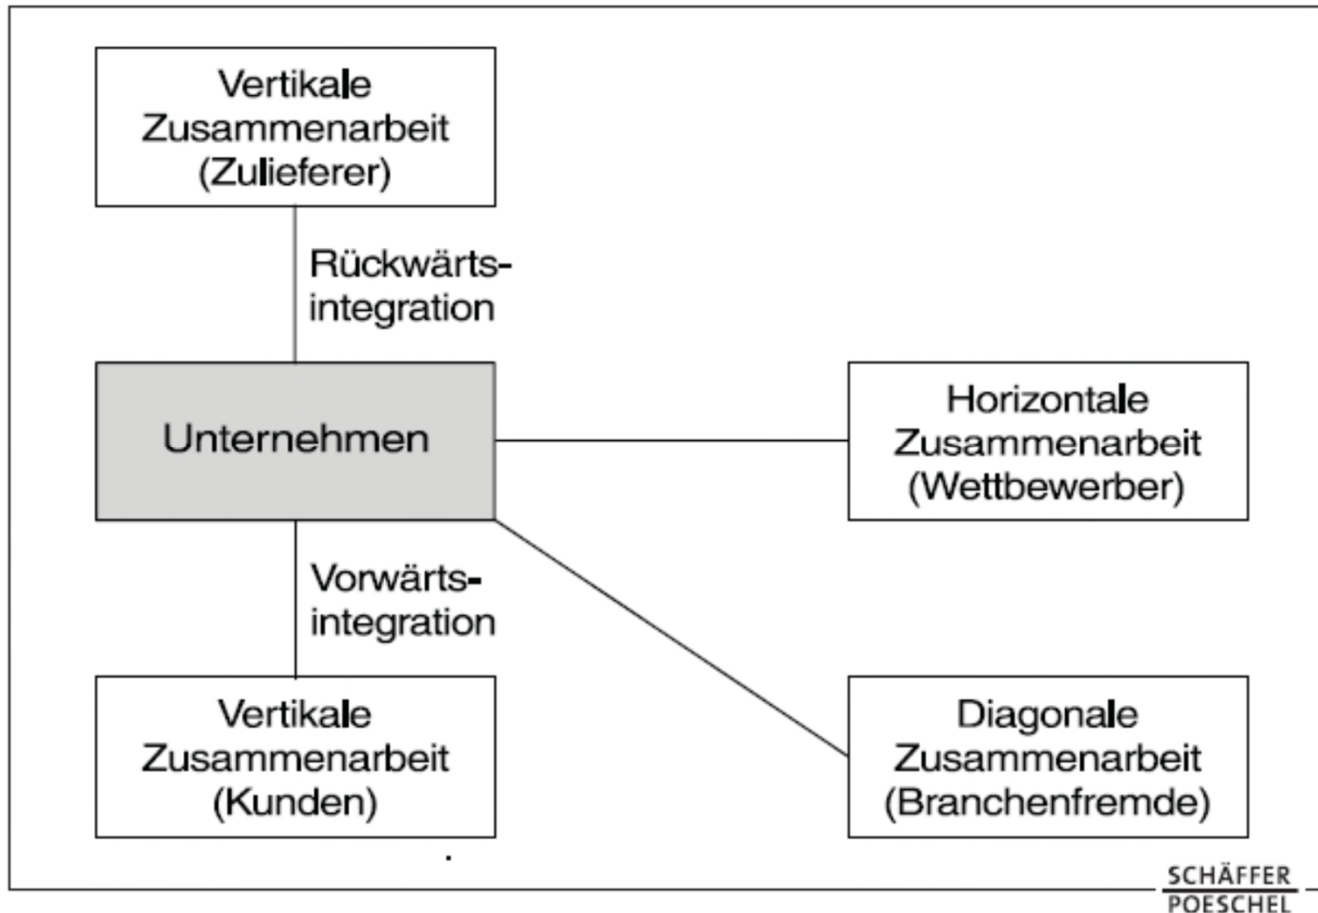 Vertikale
Zusammenarbeit
(Zulieferer)
Rückwärts-
integration
Unternehmen
Horizontale
Zusammenarbeit
(Wettbewerber)
Vorwärts-
integration
Vertikale
Zusammenarbeit
(Kunden)
Diagonale
Zusammenarbeit
(Branchenfremde)
SCHÄFFER
POESCHEL